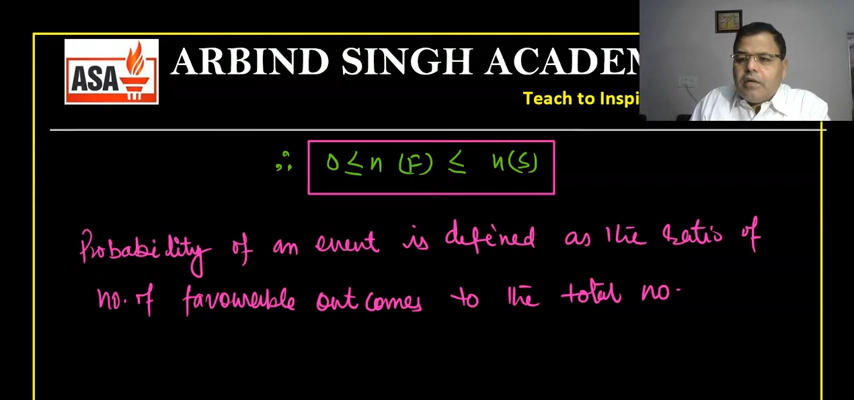 ASA
ARBIND SINGH ACADEM
Teach to Inspi
∴ 0 ≤ n (F) ≤ n(S)
Probability of an event is defined as the ratio of
no. of favourable outcomes to the total no.